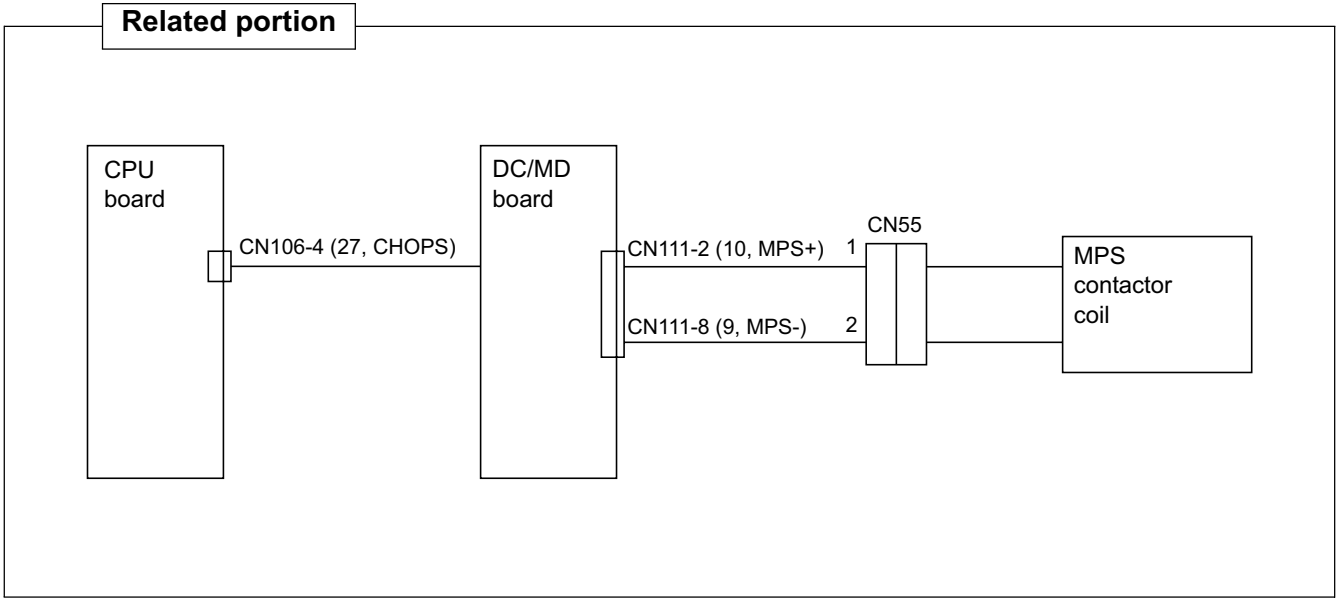 Related portion
CPU
board
CN106-4 (27, CHOPS)
DC/MD
board
CN111-2 (10, MPS+)
1
CN55
CN111-8 (9, MPS-)
2
MPS
contactor
coil